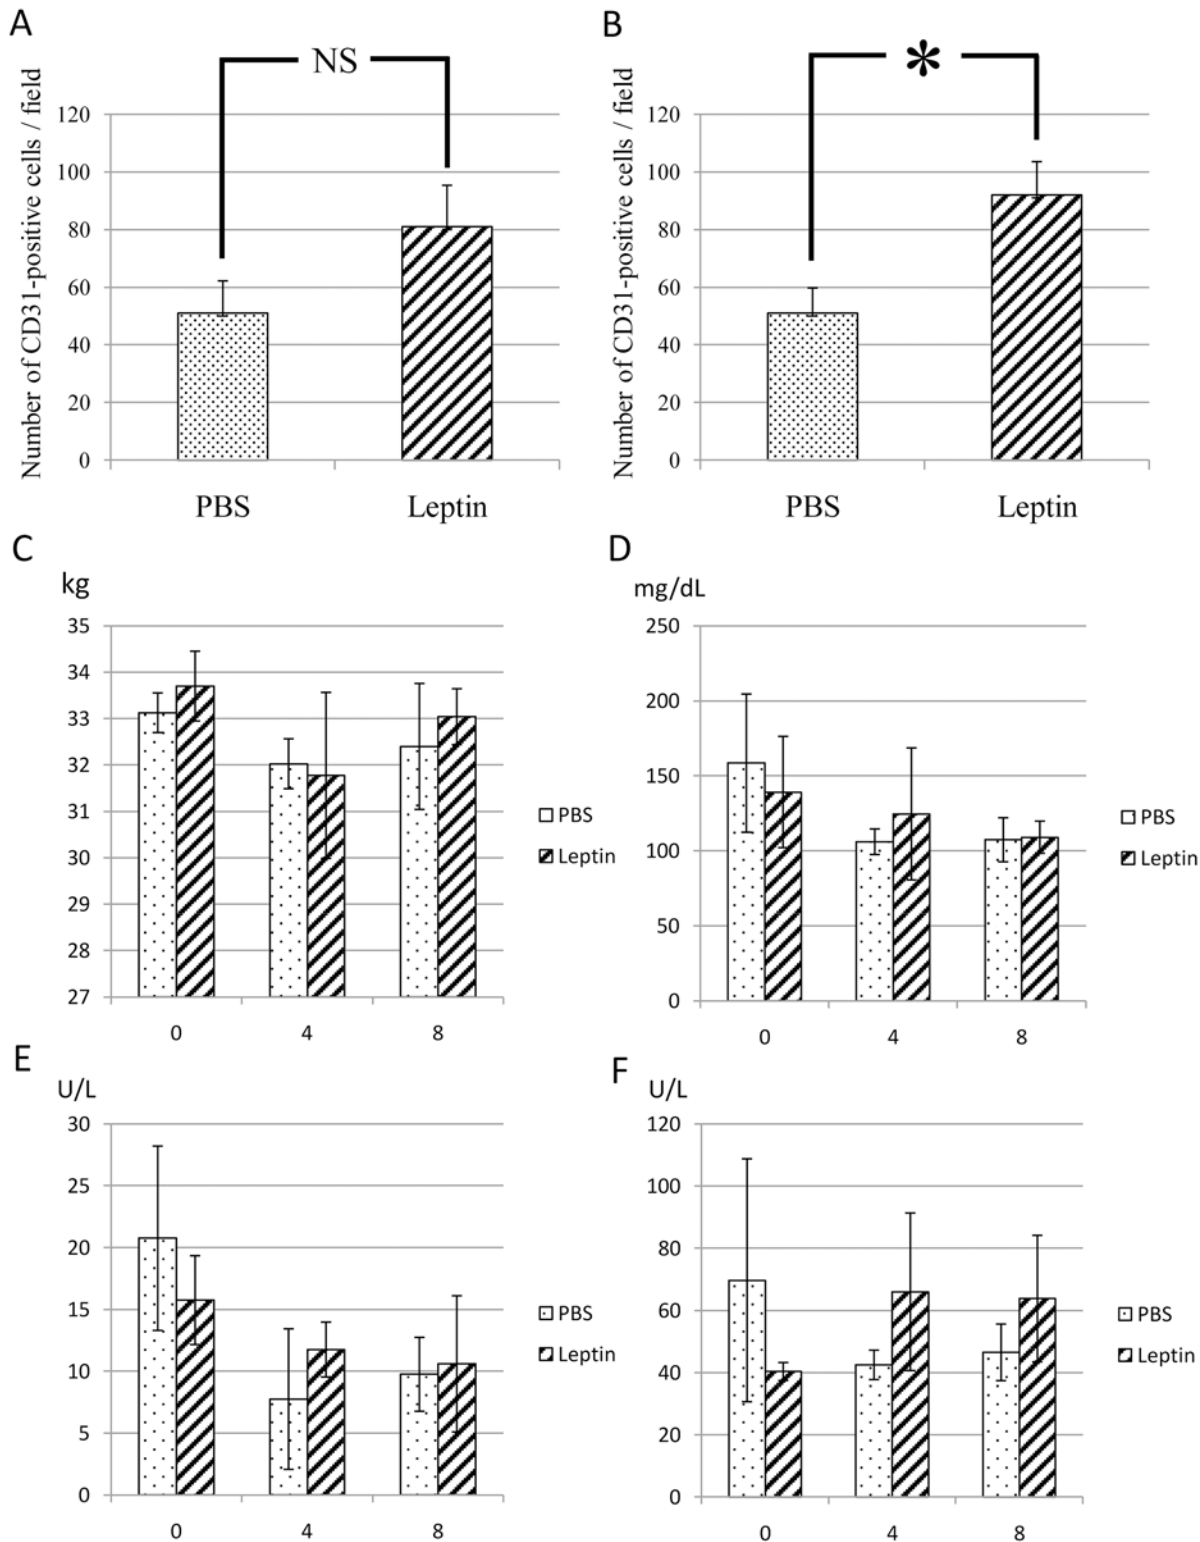 A
NS
Number of CD31-positive cells / field
120
100
80
60
40
20
0
PBS
Leptin
B
*
Number of CD31-positive cells / field
120
100
80
60
40
20
0
PBS
Leptin
C
kg
35
34
33
32
31
30
29
28
27
0
4
8
PBS
Leptin
D
mg/dL
250
200
150
100
50
0
0
4
8
PBS
Leptin
E
U/L
30
25
20
15
10
5
0
0
4
8
PBS
Leptin
F
U/L
120
100
80
60
40
20
0
0
4
8
PBS
Leptin